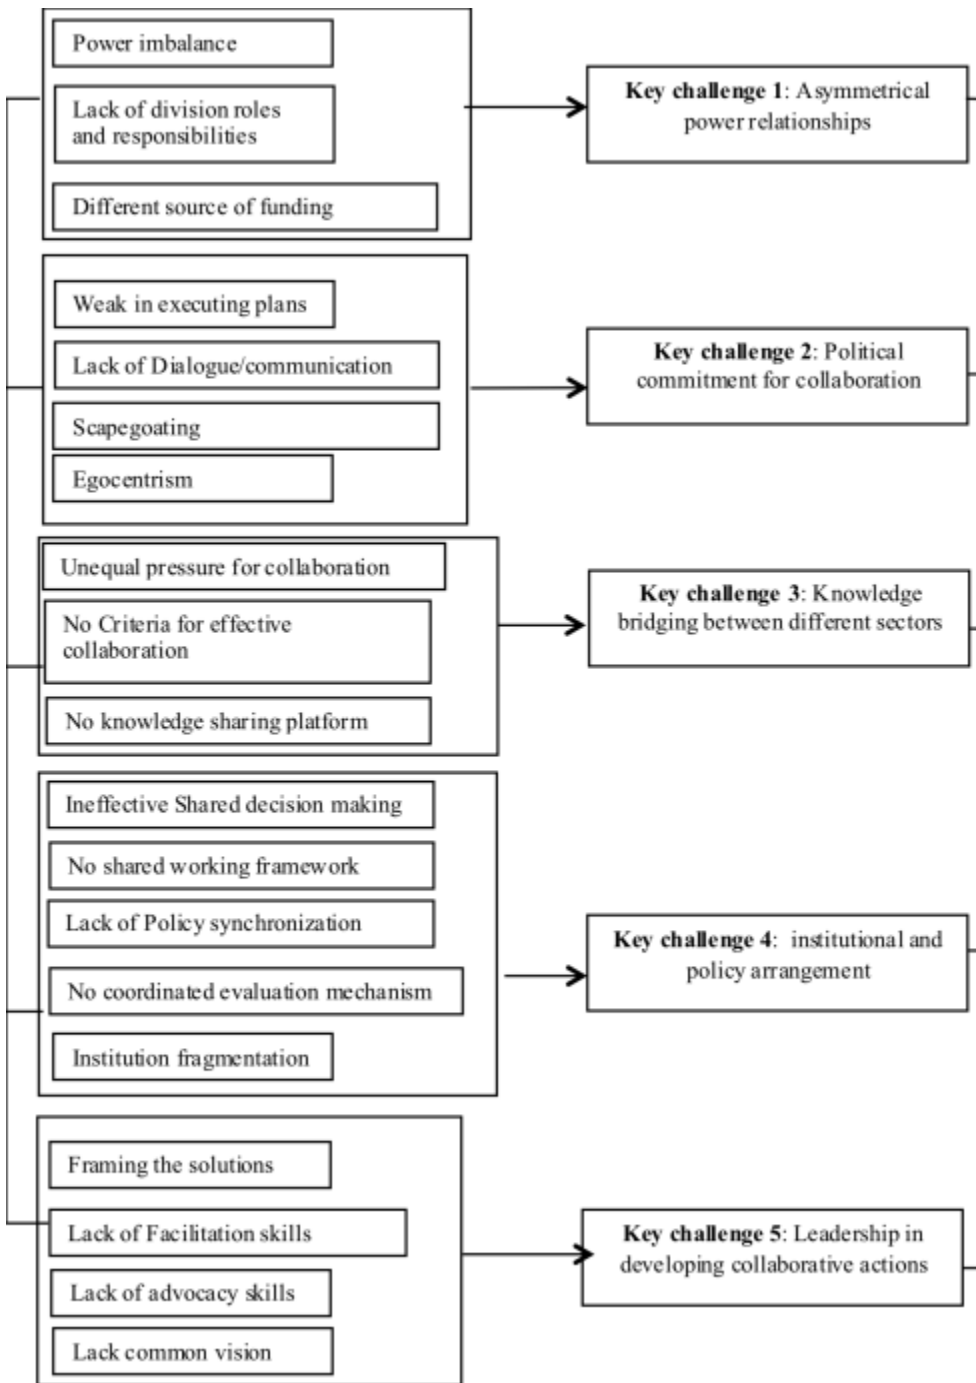 Power imbalance
Lack of division roles
and responsibilities
Different source of funding
Key challenge 1: Asymmetrical
power relationships
Weak in executing plans
Lack of Dialogue/communication
Scapegoating
Egocentrism
Key challenge 2: Political
commitment for collaboration
Unequal pressure for collaboration
No Criteria for effective
collaboration
No knowledge sharing platform
Key challenge 3: Knowledge
bridging between different sectors
Ineffective Shared decision making
No shared working framework
Lack of Policy synchronization
No coordinated evaluation mechanism
Institution fragmentation
Key challenge 4: institutional and
policy arrangement
Framing the solutions
Lack of Facilitation skills
Lack of advocacy skills
Lack common vision
Key challenge 5: Leadership in
developing collaborative actions